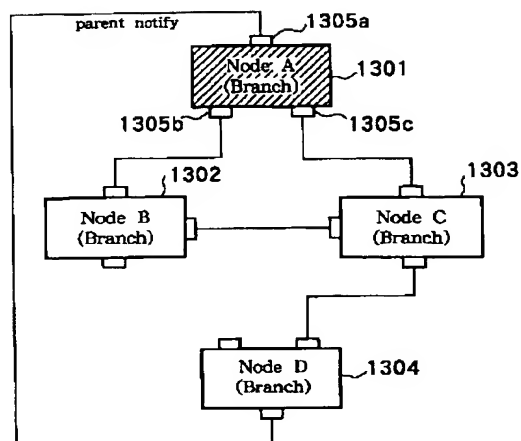 parent notify
1305a
Node A
(Branch)
1301
1305b
1305c
1302
1303
Node B
(Branch)
Node C
(Branch)
Node D
(Branch)
1304